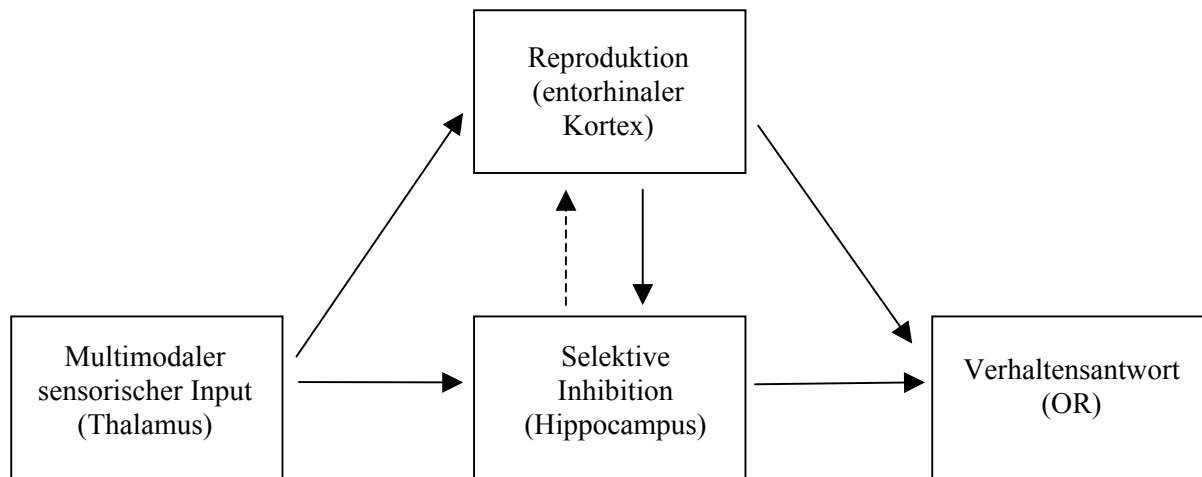 Reproduktion
(entorhinaler
Kortex)
Multimodaler
sensorischer Input
(Thalamus)
Selektive
Inhibition
(Hippocampus)
Verhaltensantwort
(OR)